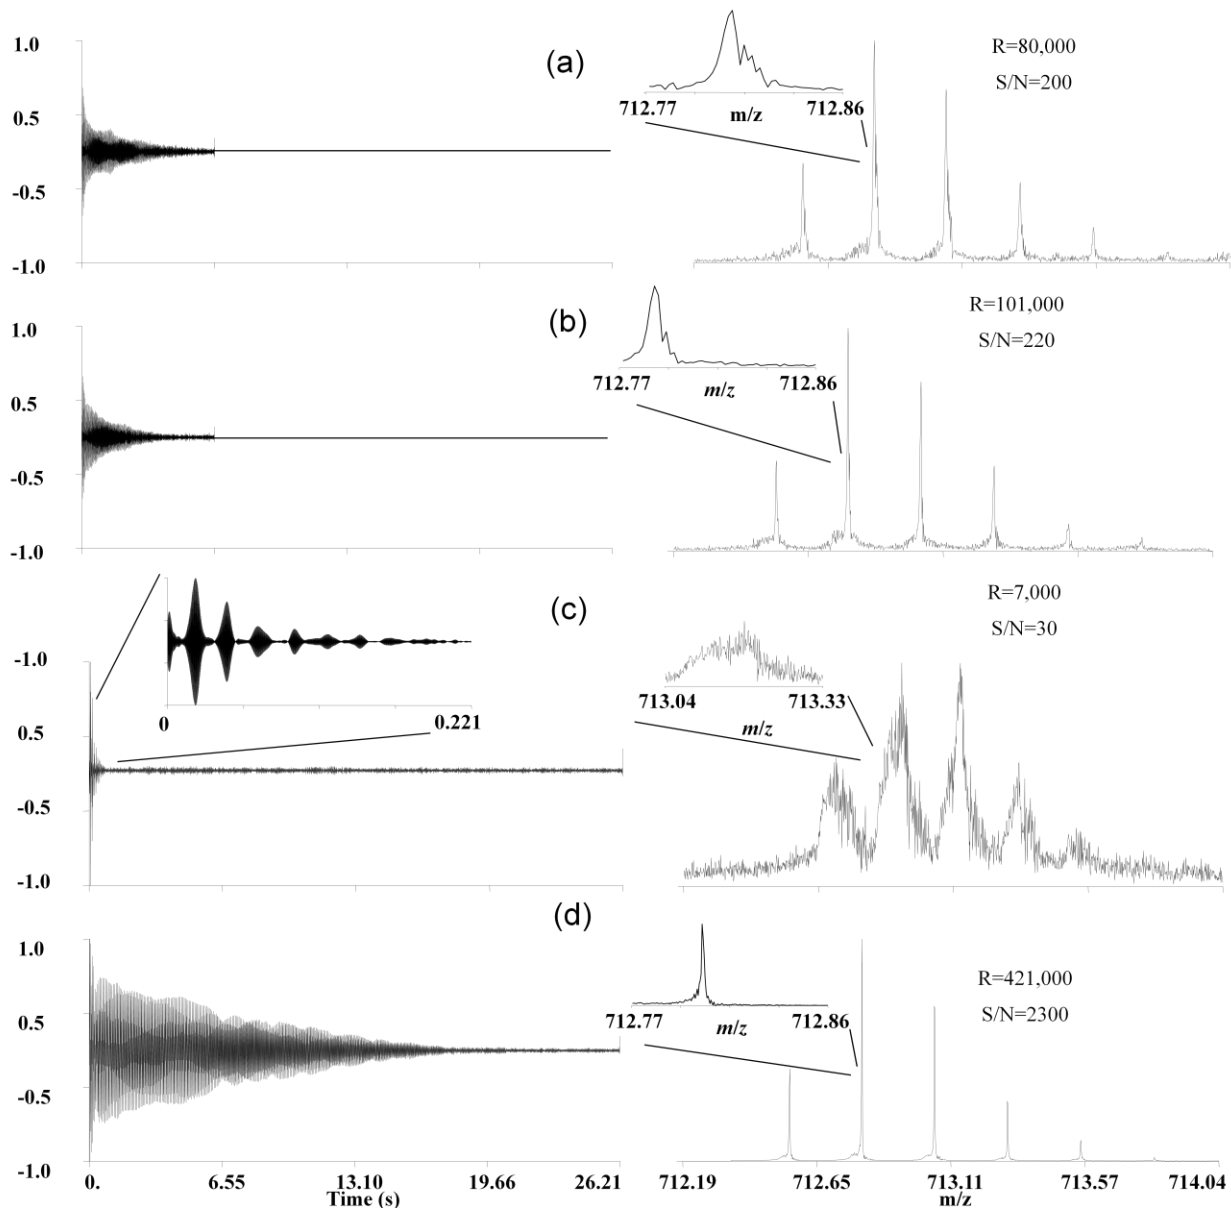 (a)
1.0
0.5
-0.5
-1.0
712.77
m/z
712.86
R=80,000
S/N=200
(b)
1.0
0.5
-0.5
-1.0
712.77
m/z
712.86
R=101,000
S/N=220
(c)
-1.0
0.5
-0.5
-1.0
0
0.221
713.04
713.33
m/z
R=7,000
S/N=30
(d)
1.0
0.5
-0.5
-1.0
712.77
m/z
712.86
R=421,000
S/N=2300
0.
6.55
13.10
19.66
26.21
Time (s)
712.19
712.65
713.11
713.57
714.04
m/z